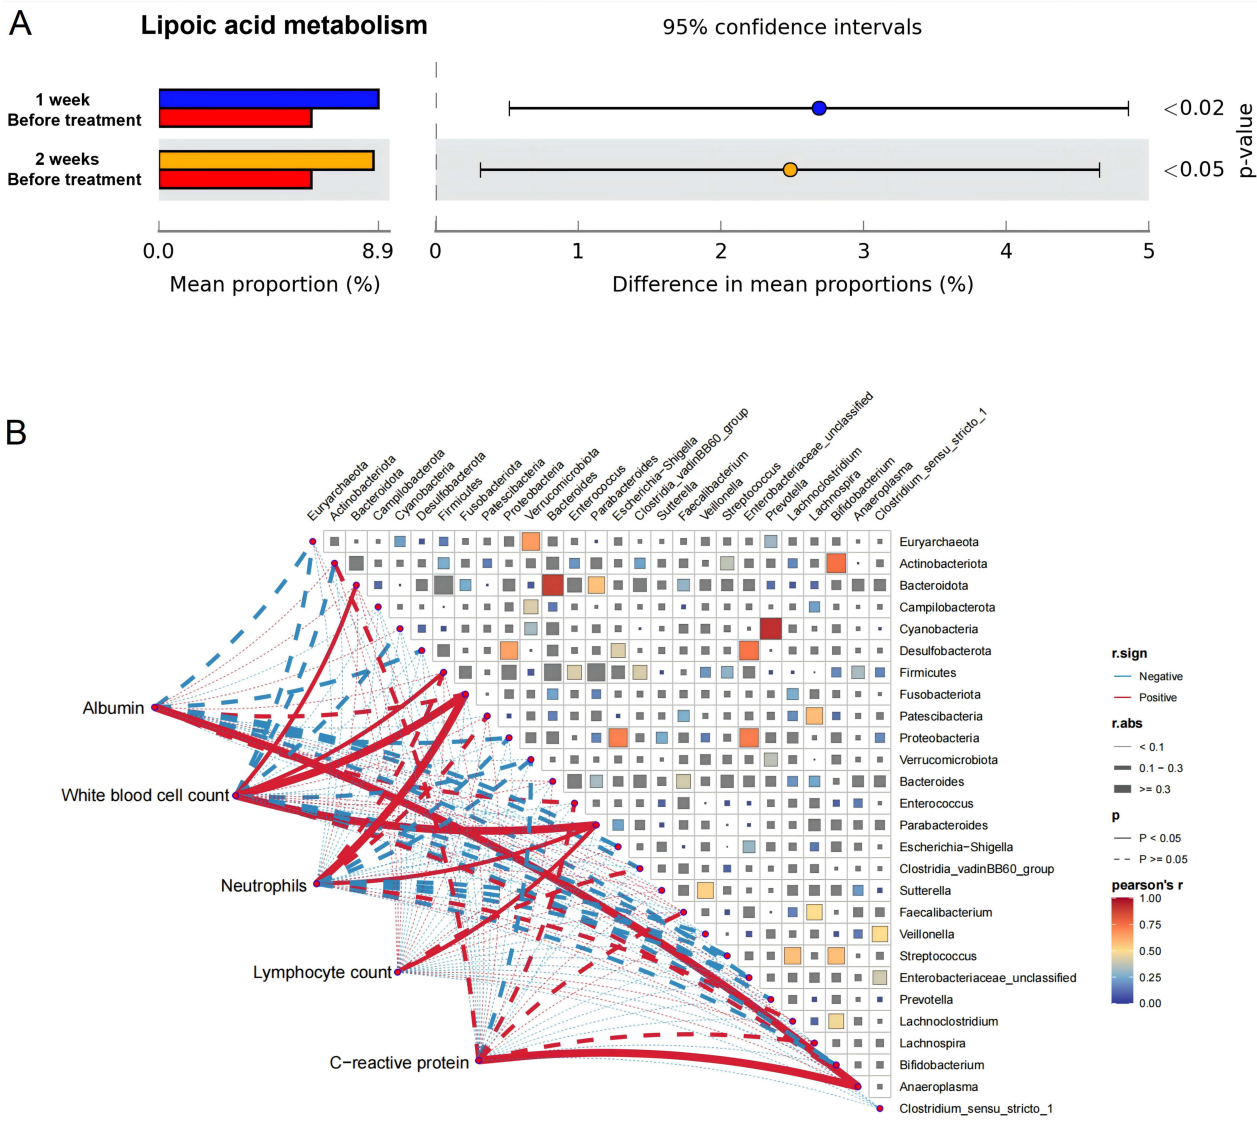 A
Lipoic acid metabolism
95% confidence intervals
1 week
Before treatment
<0.02
2 weeks
Before treatment
<0.05
p-value
0.0
8.9
0
1
2
3
4
5
Mean proportion (%)
Difference in mean proportions (%)
B
Euryarchaeota
Actinobacteriota
Bacteroidota
Campilobacterota
Cyanobacteria
Desulfobacterota
Firmicutes
Fusobacteriota
Patescibacteria
Proteobacteria
Verrucomicrobiota
Bacteroides
Enterococcus
Parabacteroides
Escherichia−Shigella
Clostridia_vadinBB60_group
Sutterella
Faecalibacterium
Veillonella
Streptococcus
Enterobacteriaceae_unclassified
Prevotella
Lachnoclostridium
Lachnospira
Bifidobacterium
Anaeroplasma
Clostridium_sensu_stricto_1
Euryarchaeota
Actinobacteriota
Bacteroidota
Campilobacterota
Cyanobacteria
Desulfobacterota
Firmicutes
Fusobacteriota
Patescibacteria
Proteobacteria
Verrucomicrobiota
Bacteroides
Enterococcus
Parabacteroides
Escherichia−Shigella
Clostridia_vadinBB60_group
Sutterella
Faecalibacterium
Veillonella
Streptococcus
Enterobacteriaceae_unclassified
Prevotella
Lachnoclostridium
Lachnospira
Bifidobacterium
Anaeroplasma
Clostridium_sensu_stricto_1
Albumin
White blood cell count
Neutrophils
Lymphocyte count
C−reactive protein
r.sign
Negative
Positive
r.abs
< 0.1
0.1 − 0.3
>= 0.3
p
P < 0.05
P >= 0.05
pearson's r
1.00
0.75
0.50
0.25
0.00